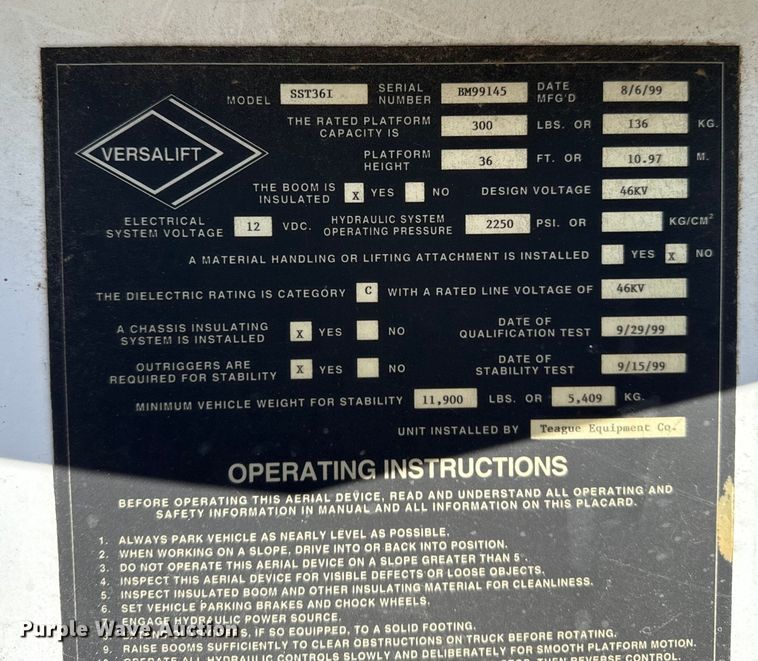 MODEL SST36I SERIAL NUMBER BM99145 DATE MFG'D 8/6/99
THE RATED PLATFORM CAPACITY IS 300 LBS. OR 136 KG.
VERSALIFT
PLATFORM HEIGHT 36 FT. OR 10.97 M.
THE BOOM IS INSULATED X YES NO DESIGN VOLTAGE 46KV
ELECTRICAL SYSTEM VOLTAGE 12 VDC. HYDRAULIC SYSTEM OPERATING PRESSURE 2250 PSI. OR KG/CM²
A MATERIAL HANDLING OR LIFTING ATTACHMENT IS INSTALLED YES X NO
THE DIELECTRIC RATING IS CATEGORY C WITH A RATED LINE VOLTAGE OF 46KV
A CHASSIS INSULATING SYSTEM IS INSTALLED X YES NO DATE OF QUALIFICATION TEST 9/29/99
OUTRIGGERS ARE REQUIRED FOR STABILITY X YES NO DATE OF STABILITY TEST 9/15/99
MINIMUM VEHICLE WEIGHT FOR STABILITY 11,900 LBS. OR 5,409 KG.
UNIT INSTALLED BY Teague Equipment Co.
OPERATING INSTRUCTIONS
BEFORE OPERATING THIS AERIAL DEVICE, READ AND UNDERSTAND ALL OPERATING AND
SAFETY INFORMATION IN MANUAL AND ALL INFORMATION ON THIS PLACARD.
1. ALWAYS PARK VEHICLE AS NEARLY LEVEL AS POSSIBLE.
2. WHEN WORKING ON A SLOPE, DRIVE INTO OR BACK INTO POSITION.
3. DO NOT OPERATE THIS AERIAL DEVICE ON A SLOPE GREATER THAN 5°.
4. INSPECT THIS AERIAL DEVICE FOR VISIBLE DEFECTS OR LOOSE OBJECTS.
5. INSPECT INSULATED BOOM AND OTHER INSULATING MATERIAL FOR CLEANLINESS.
6. SET VEHICLE PARKING BRAKES AND CHOCK WHEELS.
ENGAGE HYDRAULIC POWER SOURCE.
IF SO EQUIPPED, TO A SOLID FOOTING.
9. RAISE BOOMS SUFFICIENTLY TO CLEAR OBSTRUCTIONS ON TRUCK BEFORE ROTATING.
OPERATE ALL HYDRAULIC CONTROLS SLOWLY AND DELIBERATELY FOR SMOOTH PLATFORM MOTION.
THEN REVERSE CONTROL.
Purple Wave Auction